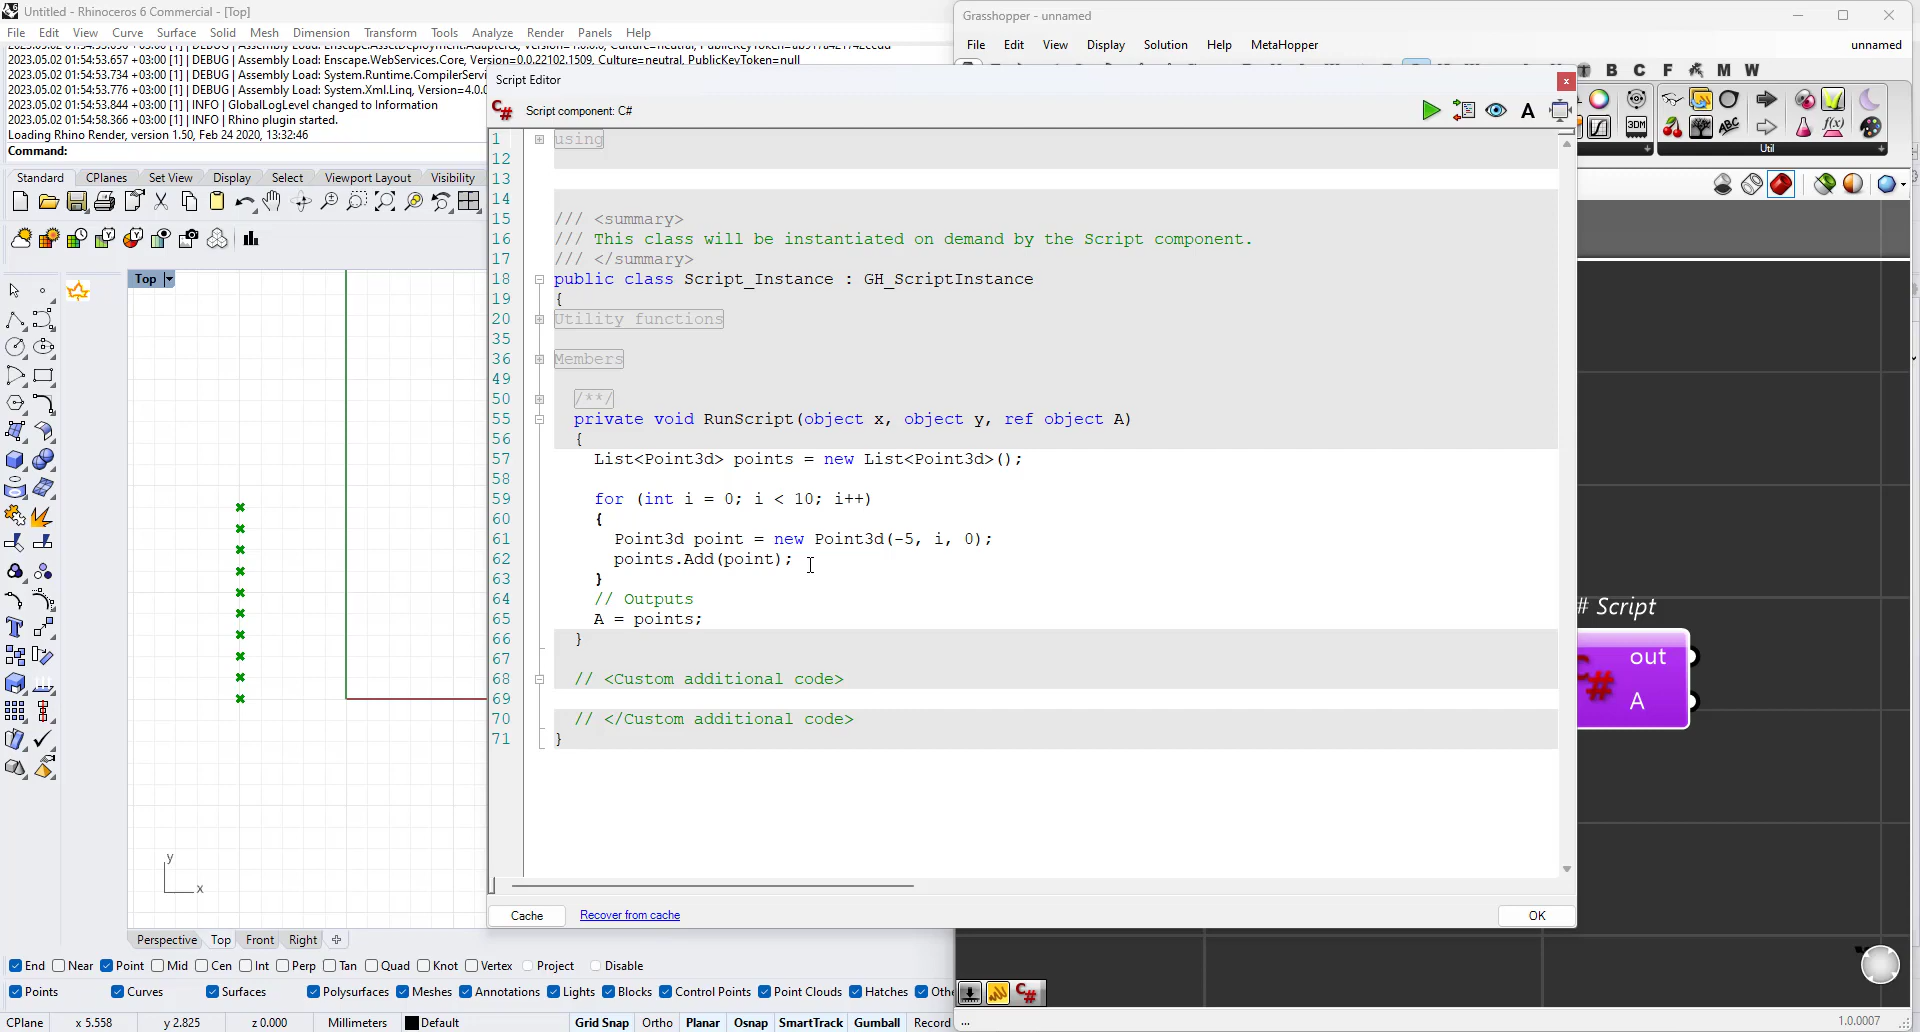 Untitled - Rhinoceros 6 Commercial - [Top]
File Edit View Curve Surface Solid Mesh Dimension Transform Tools Analyze Render Panels Help
2023.05.02 01:54:53.657 +03:00 [1] | DEBUG | Assembly Load: Enscape.WebServices.Core, Version=0.0.22102.1509, Culture=neutral, PublicKeyToken=null
2023.05.02 01:54:53.734 +03:00 [1] | DEBUG | Assembly Load: System.Runtime.CompilerServi
2023.05.02 01:54:53.776 +03:00 [1] | DEBUG | Assembly Load: System.Xml.Linq, Version=4.0.0
2023.05.02 01:54:53.844 +03:00 [1] | INFO | GlobalLogLevel changed to Information
2023.05.02 01:54:58.366 +03:00 [1] | INFO | Rhino plugin started.
Loading Rhino Render, version 1.50, Feb 24 2020, 13:32:46
Command:
Standard CPlanes Set View Display Select Viewport Layout Visibility
Top
y
x
Perspective Top Front Right
End Near Point Mid Cen Int Perp Tan Quad Knot Vertex Project Disable
Points Curves Surfaces Polysurfaces Meshes Annotations Lights Blocks Control Points Point Clouds Hatches Othe
CPlane x 5.558 y 2.825 z 0.000 Millimeters Default Grid Snap Ortho Planar Osnap SmartTrack Gumball Record
Grasshopper - unnamed
File Edit View Display Solution Help MetaHopper unnamed
B C F M W
Util
Script Editor
Script component: C#
1 using
12
13
14
15 /// <summary>
16 /// This class will be instantiated on demand by the Script component.
17 /// </summary>
18 public class Script_Instance : GH_ScriptInstance
19 {
20 Utility functions
35
36 Members
49
50 /**/
55 private void RunScript(object x, object y, ref object A)
56 {
57 List<Point3d> points = new List<Point3d>();
58
59 for (int i = 0; i < 10; i++)
60 {
61 Point3d point = new Point3d(-5, i, 0);
62 points.Add(point);
63 }
64 // Outputs
65 A = points;
66 }
67
68 // <Custom additional code>
69
70 // </Custom additional code>
71 }
Cache Recover from cache OK
# Script
C# out
A
... 1.0.0007